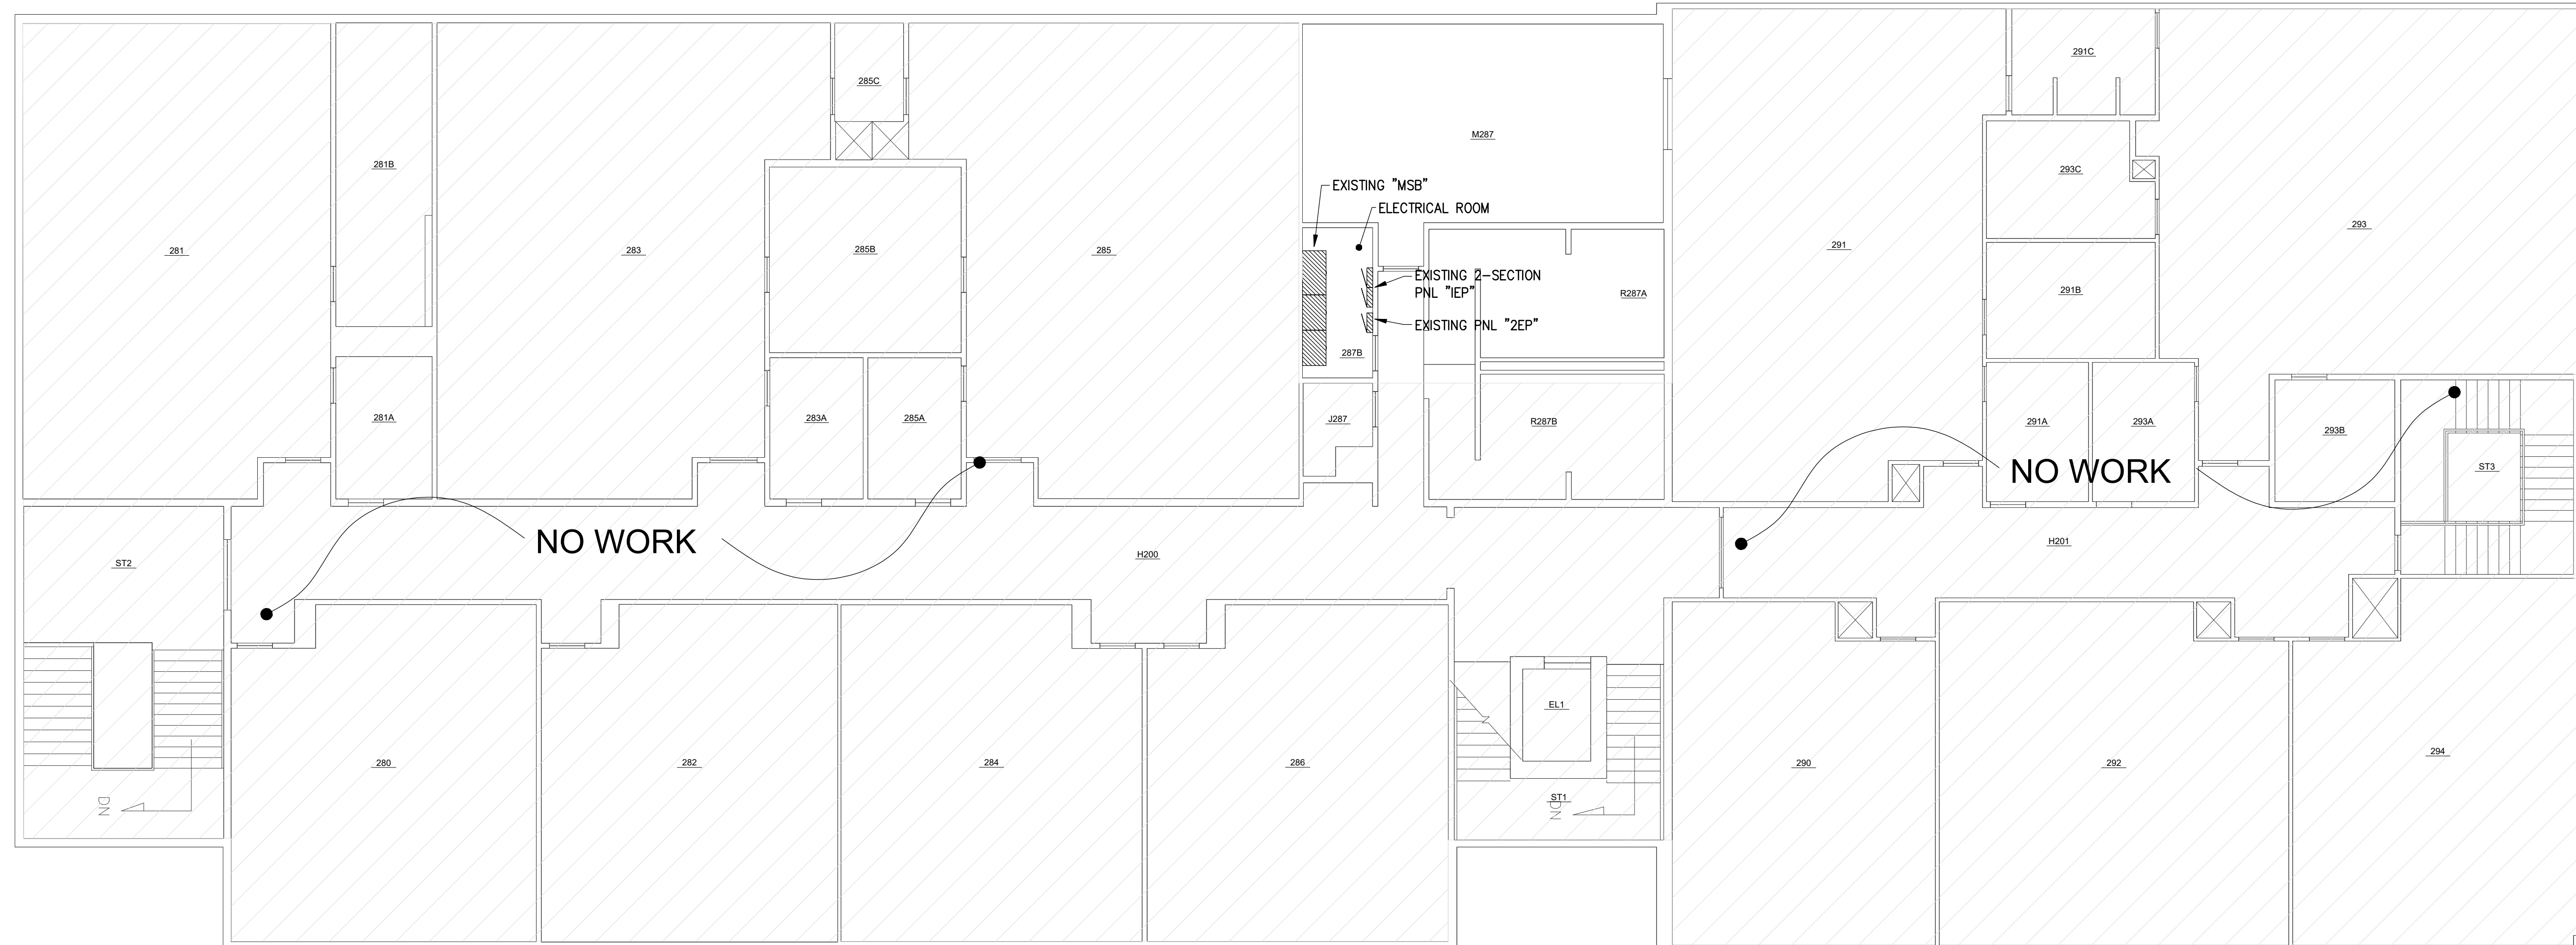 291C
285C
M287
281B
293C
EXISTING "MSB"
ELECTRICAL ROOM
281
283
285B
285
291
293
EXISTING 2-SECTION
PNL "1EP"
R287A
291B
EXISTING PNL "2EP"
287B
281A
283A
285A
J287
R287B
291A
293A
293B
NO WORK
ST3
NO WORK
H200
H201
ST2
EL1
280
282
284
286
290
292
294
DN
ST1
DN